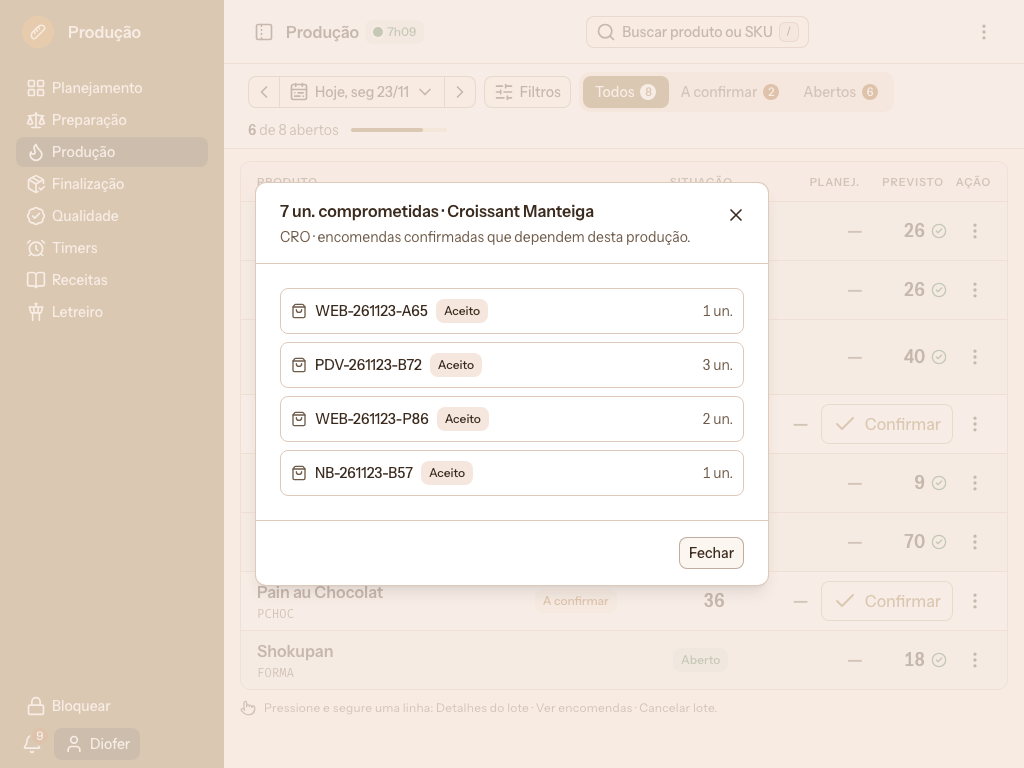 Produção
Planejamento
Preparação
Produção
Finalização
Qualidade
Timers
Receitas
Letreiro
Bloquear
9
Diofer
Produção
7h09
Buscar produto ou SKU /
Hoje, seg 23/11
Filtros
Todos 8
A confirmar 2
Abertos 6
6 de 8 abertos
PRODUTO SITUAÇÃO PLANEJ. PREVISTO AÇÃO
— 26
— 26
— 40
— Confirmar
— 9
— 70
7 un. comprometidas · Croissant Manteiga
CRO · encomendas confirmadas que dependem desta produção.
WEB-261123-A65 Aceito 1 un.
PDV-261123-B72 Aceito 3 un.
WEB-261123-P86 Aceito 2 un.
NB-261123-B57 Aceito 1 un.
Fechar
Pain au Chocolat
PCHOC
A confirmar 36 — Confirmar
Shokupan
FORMA
Aberto — 18
Pressione e segure uma linha: Detalhes do lote · Ver encomendas · Cancelar lote.